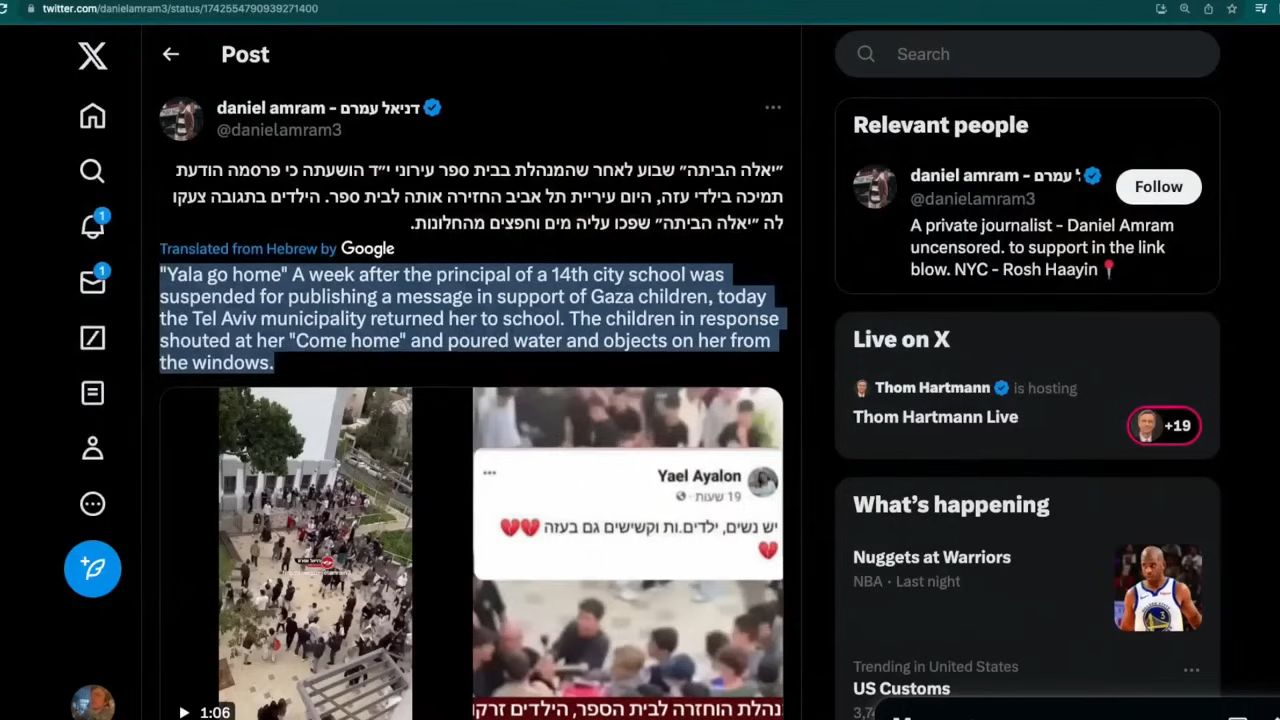 twitter.com/danielamram3/status/1742554790939271400
Post
daniel amram - דניאל עמרם
@danielamram3
״יאלה הביתה״ שבוע לאחר שהמנהלת בבית ספר עירוני י״ד הושעתה כי פרסמה הודעת
תמיכה בילדי עזה, היום עיריית תל אביב החזירה אותה לבית ספר. הילדים בתגובה צעקו
לה ״יאלה הביתה״ שפכו עליה מים וחפצים מהחלונות.
Translated from Hebrew by Google
"Yala go home" A week after the principal of a 14th city school was
suspended for publishing a message in support of Gaza children, today
the Tel Aviv municipality returned her to school. The children in response
shouted at her "Come home" and poured water and objects on her from
the windows.
Yael Ayalon
19 שעות
יש נשים, ילדים.ות וקשישים גם בעזה
נהלת הוחזרה לבית הספר, הילדים זרקו
1:06
1
1
Search
Relevant people
daniel amram - דניאל עמרם
@danielamram3
Follow
A private journalist - Daniel Amram
uncensored. to support in the link
blow. NYC - Rosh Haayin
Live on X
Thom Hartmann is hosting
Thom Hartmann Live
+19
What's happening
Nuggets at Warriors
NBA · Last night
Trending in United States
US Customs